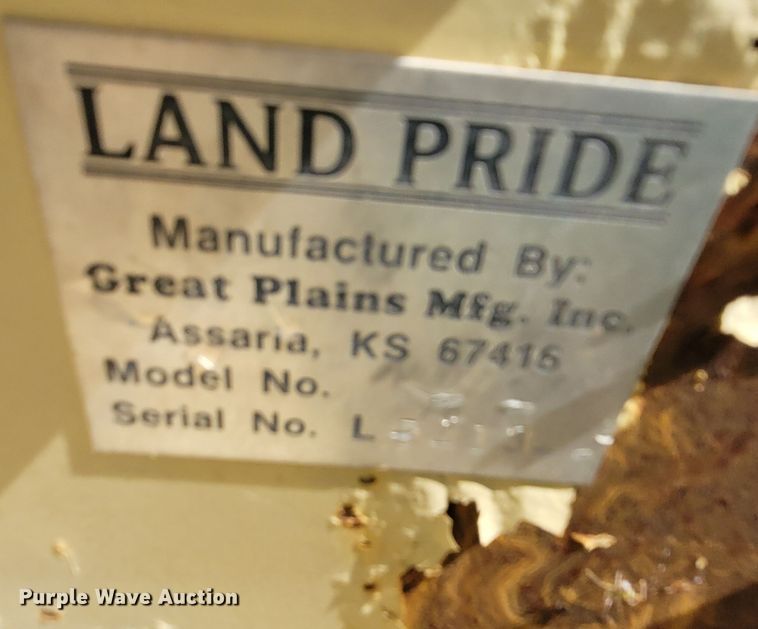 LAND PRIDE
Manufactured By:
Great Plains Mfg. Inc.
Assaria, KS 67416
Model No.
Serial No. L
Purple Wave Auction